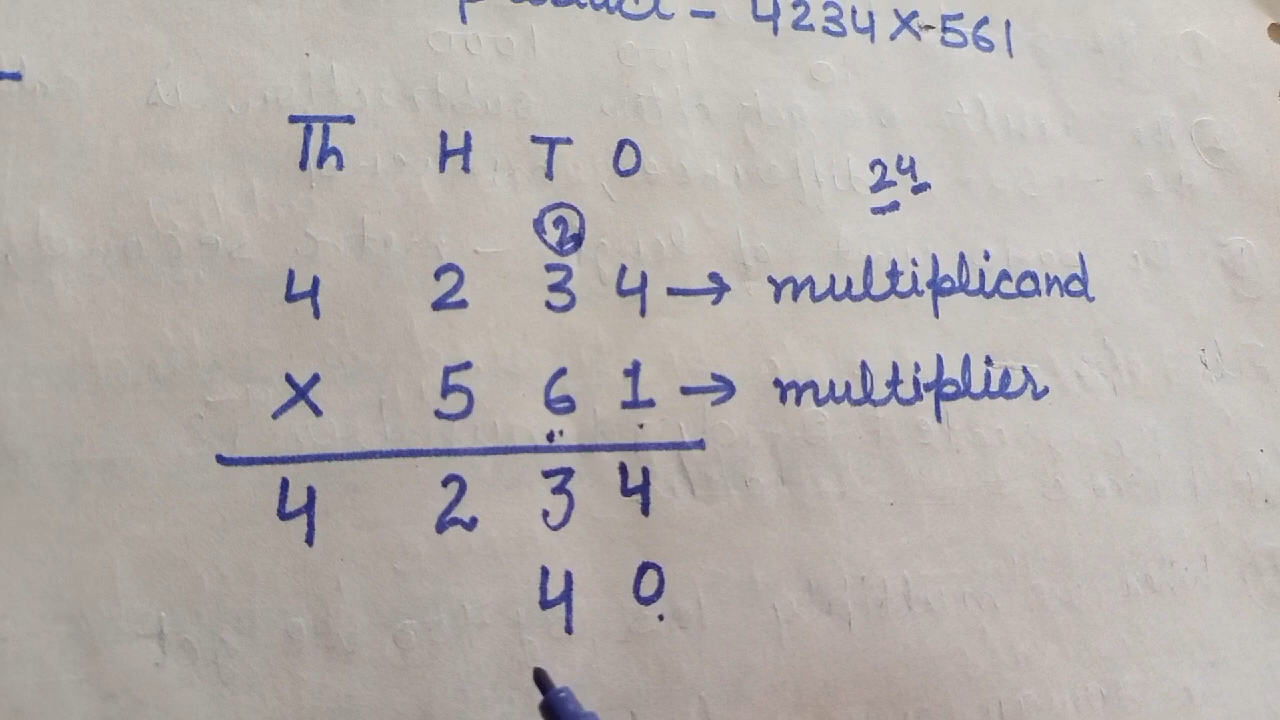 product - 4234 X 561
Th H T O
2
24
4 2 3 4 → multiplicand
X 5 6 1 → multiplier
4 2 3 4
4 0